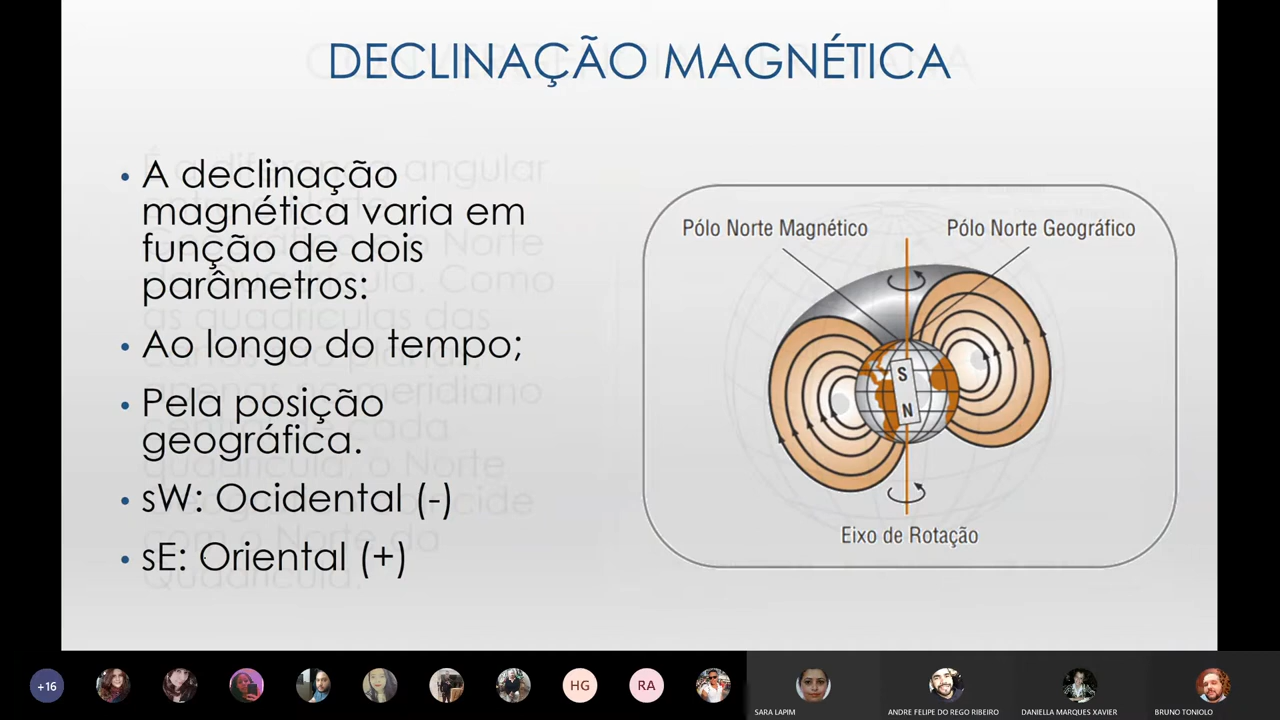 DECLINAÇÃO MAGNÉTICA
• A declinação
magnética varia em
função de dois
parâmetros:
• Ao longo do tempo;
• Pela posição
geográfica.
• sW: Ocidental (-)
• sE: Oriental (+)
Pólo Norte Magnético
Pólo Norte Geográfico
S
N
Eixo de Rotação
+16
HG
RA
SARA LAPIM
ANDRE FELIPE DO REGO RIBEIRO
DANIELLA MARQUES XAVIER
BRUNO TONIOLO